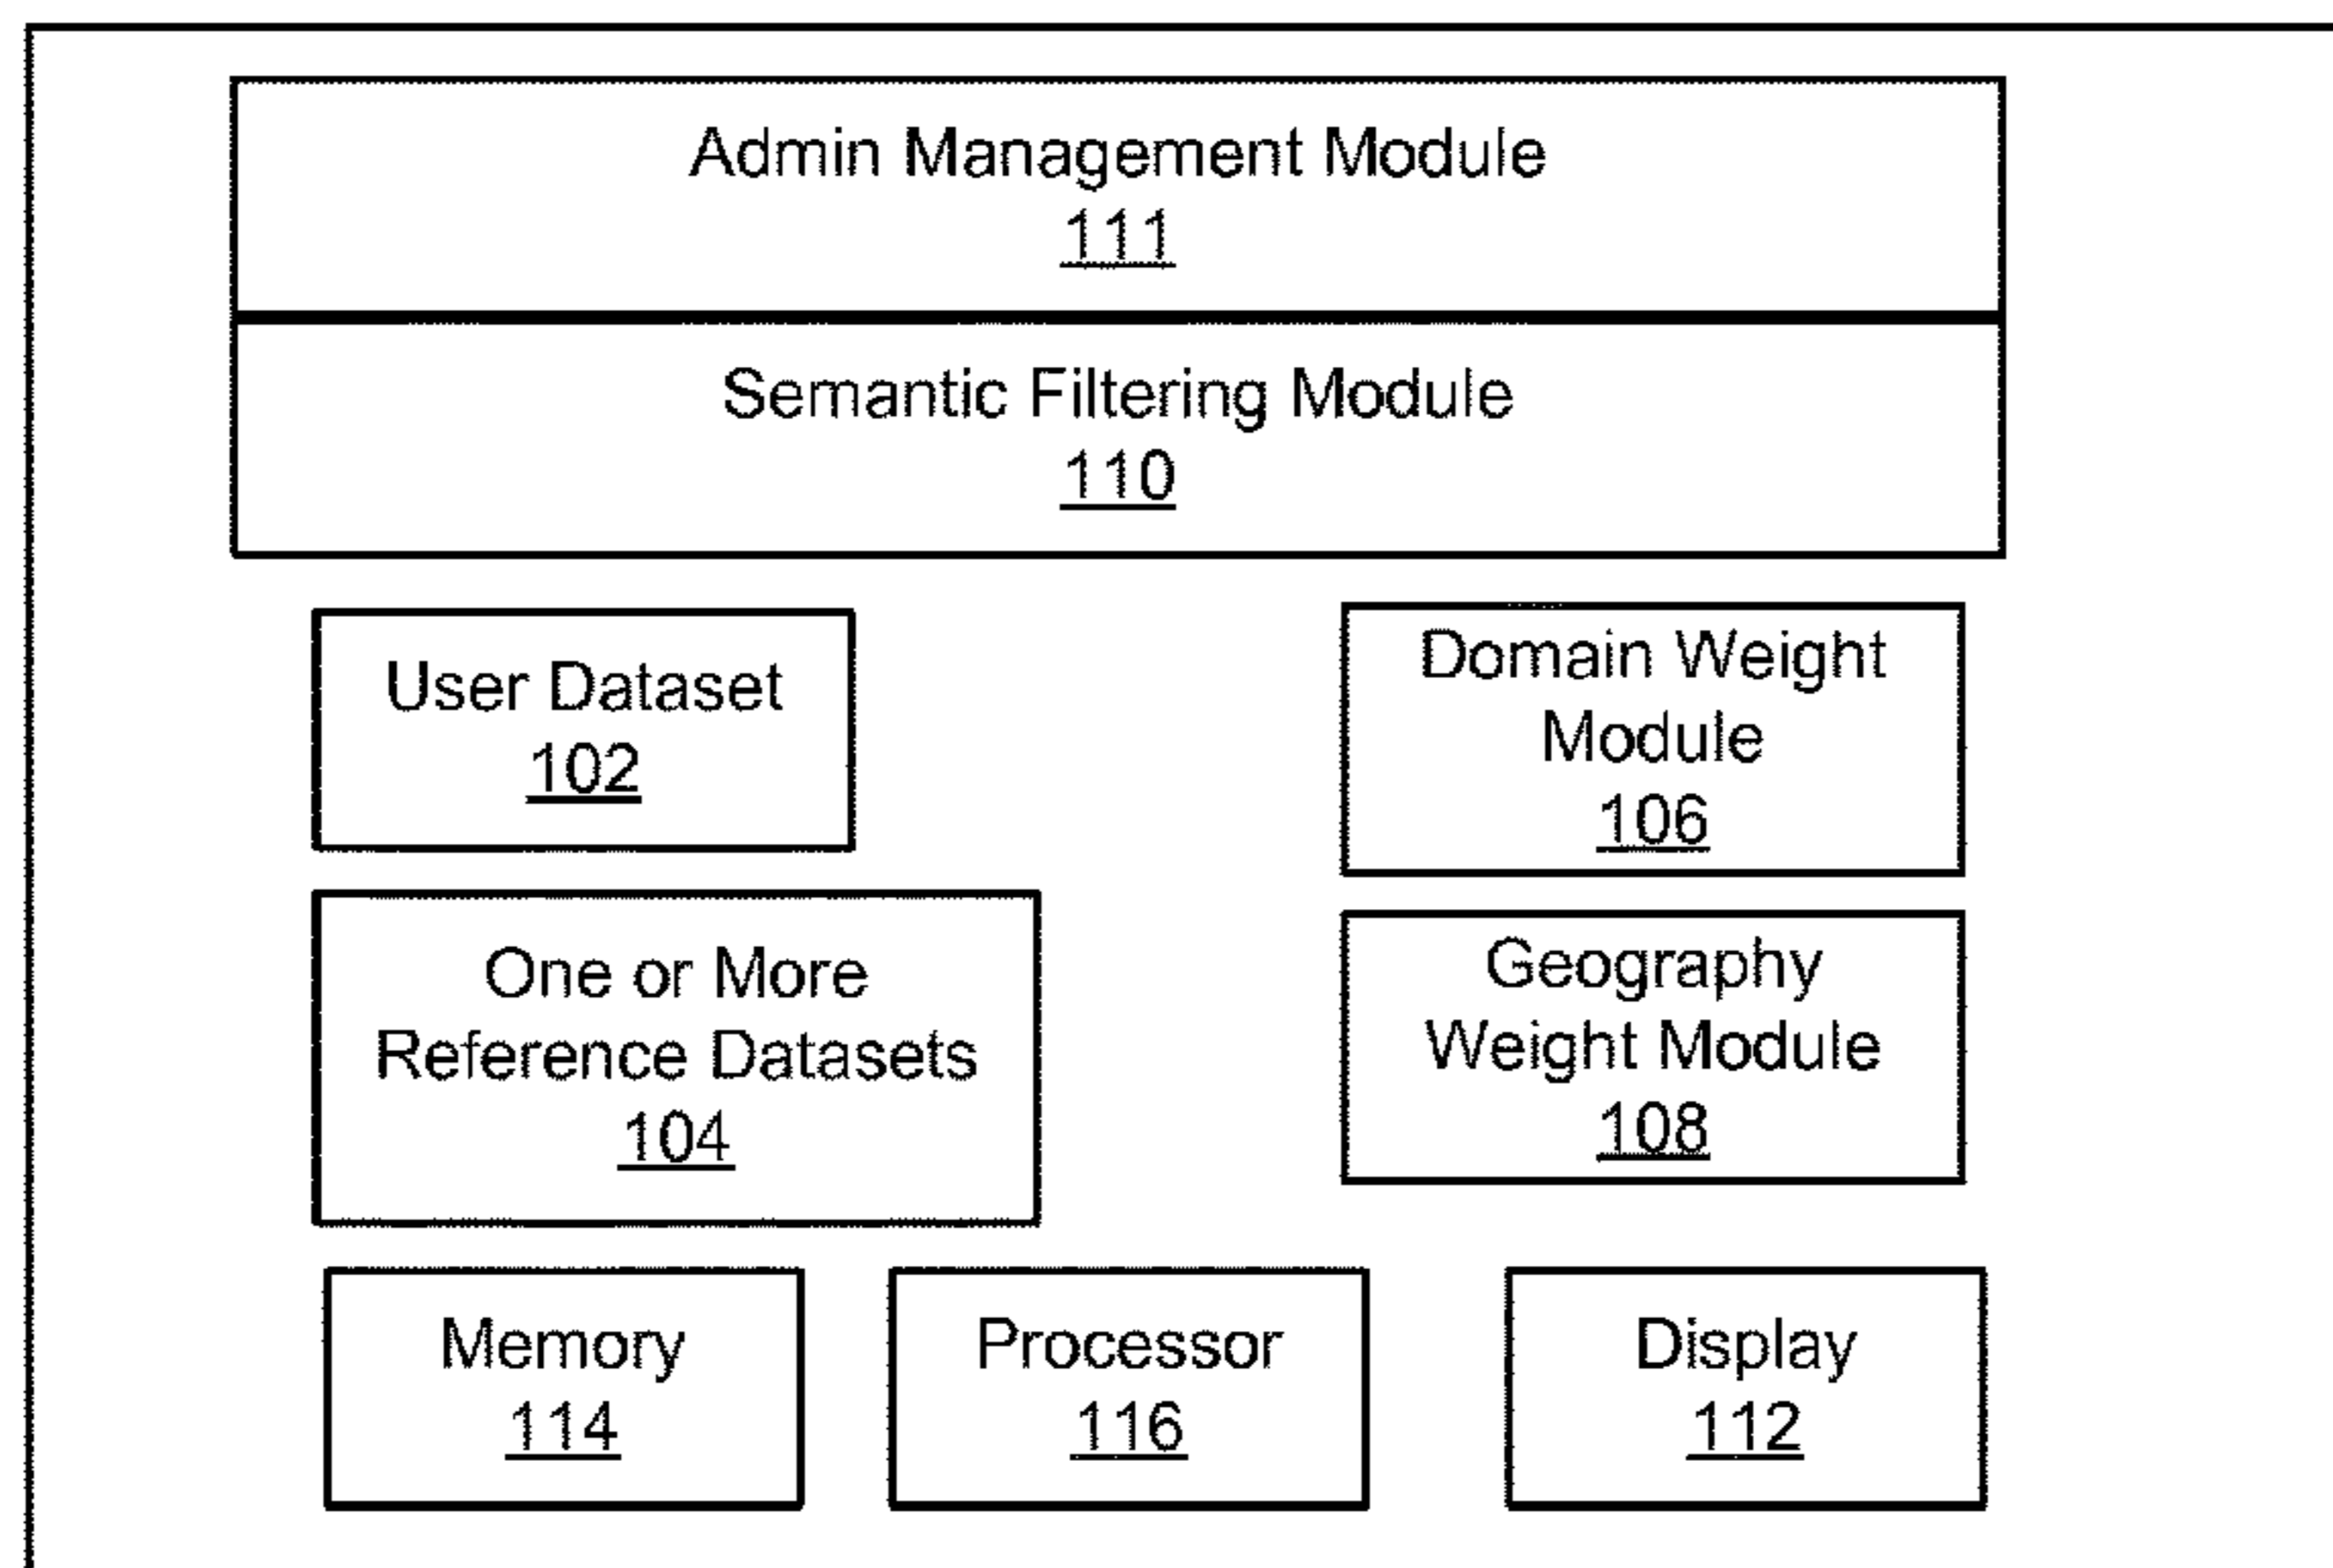 Admin Management Module
111
Semantic Filtering Module
110
User Dataset
102
Domain Weight
Module
106
One or More
Reference Datasets
104
Geography
Weight Module
108
Memory
114
Processor
116
Display
112